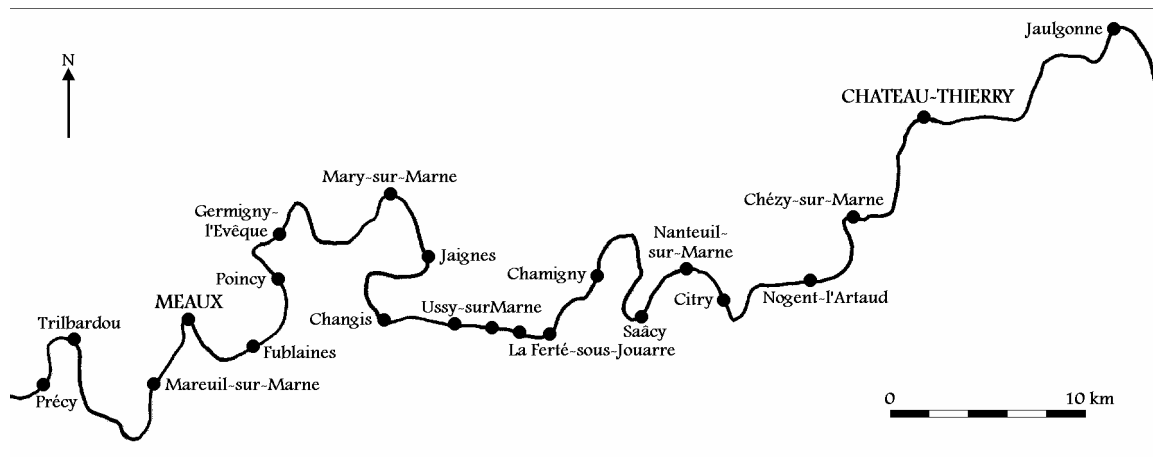 Jaulgonne
N
CHATEAU-THIERRY
Mary-sur-Marne
Chézy-sur-Marne
Germigny-
l'Evêque
Nanteuil-
sur-Marne
Jaignes
Chamigny
Poincy
MEAUX
Citry
Nogent-l'Artaud
Ussy-surMarne
Changis
Trilbardou
Saâcy
Fublaines
La Ferté-sous-Jouarre
Mareuil-sur-Marne
Précy
0 10 km